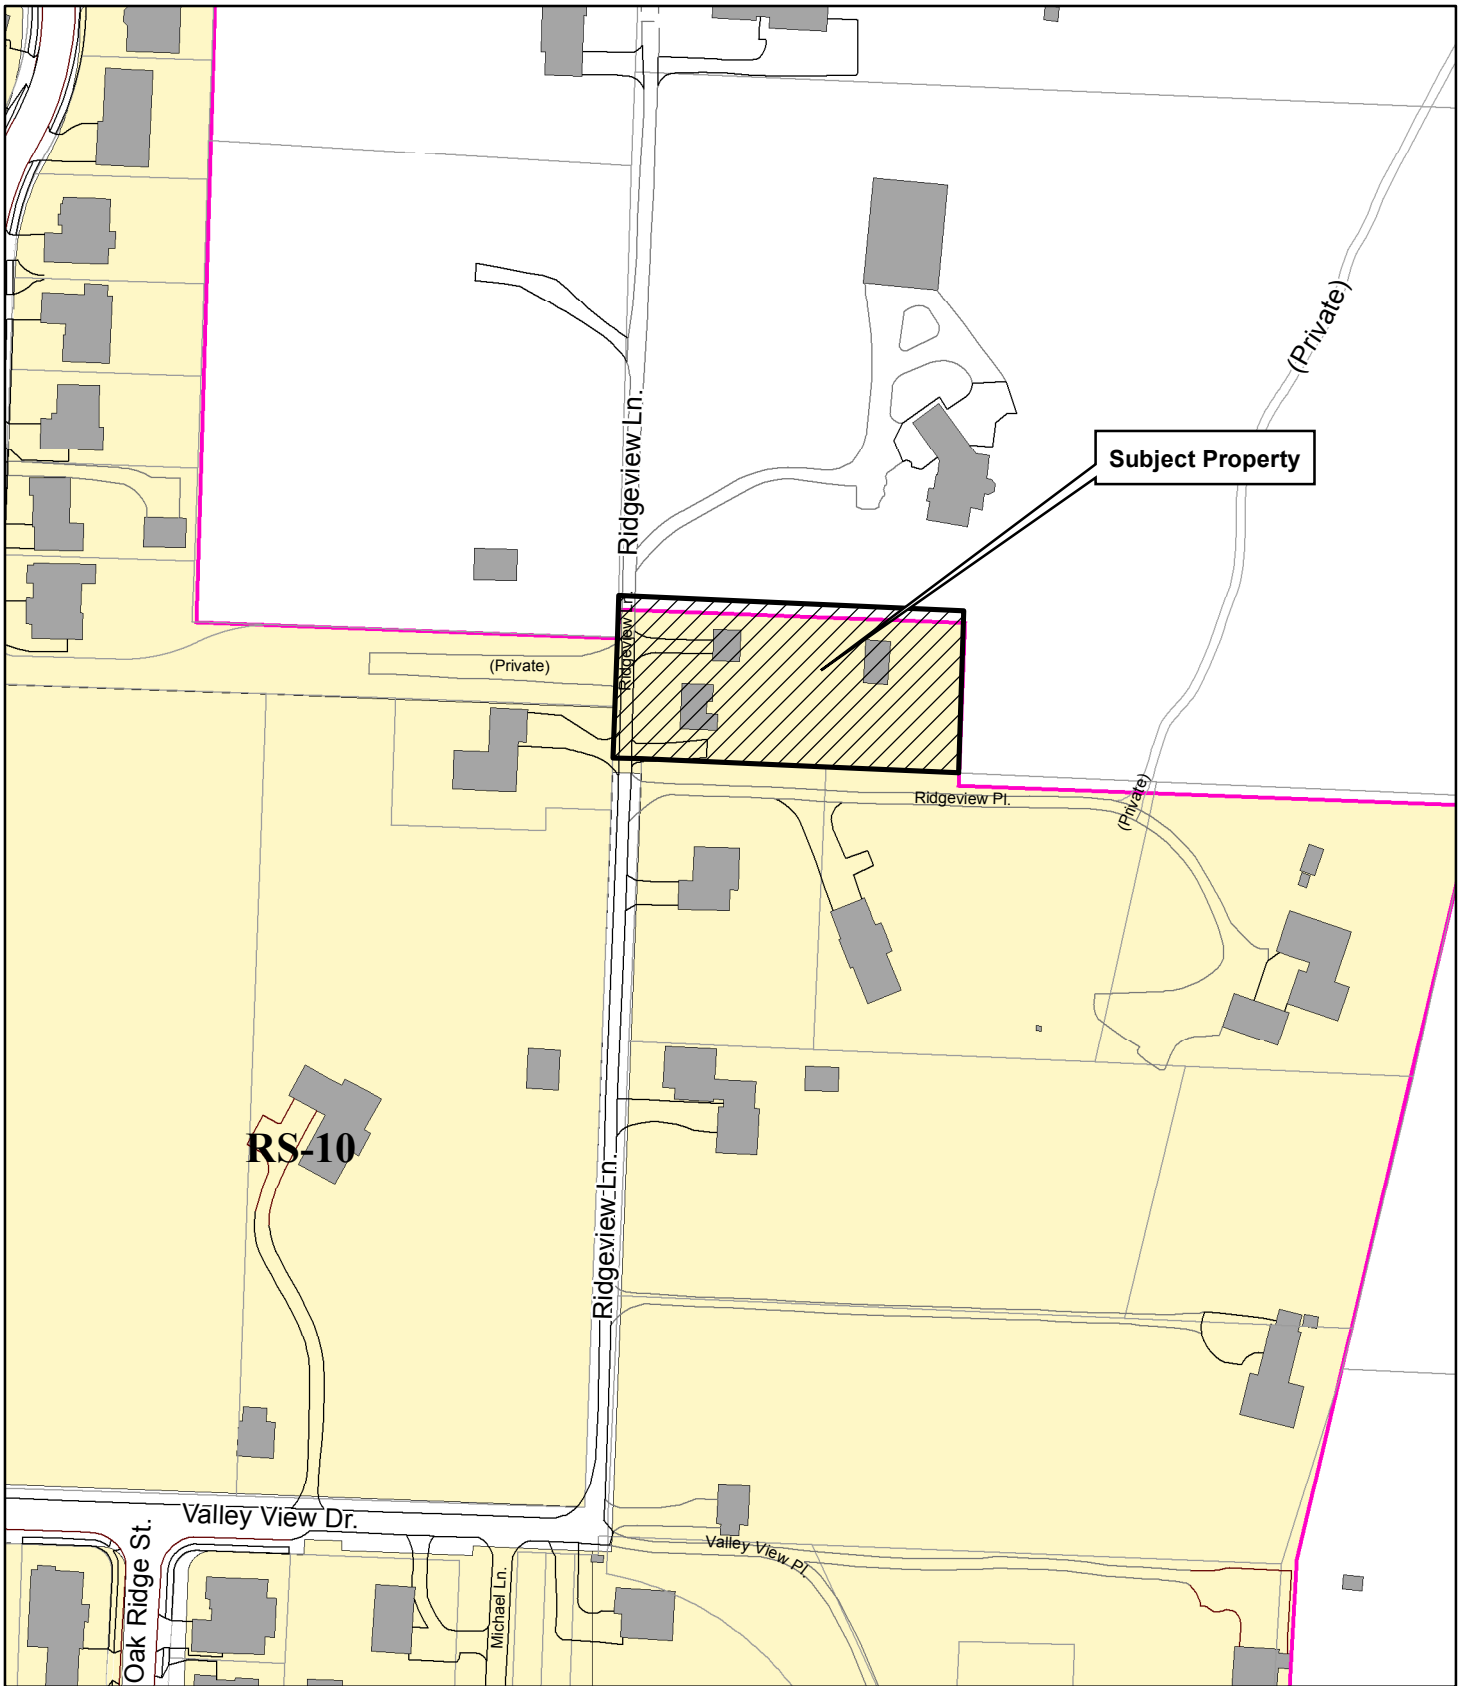 (Private)
Ridgeview Ln.
Subject Property
Ridgeview Ln.
(Private)
Ridgeview Pl.
(Private)
RS-10
Ridgeview Ln.
Valley View Dr.
Oak Ridge St.
Valley View Pl.
Michael Ln.